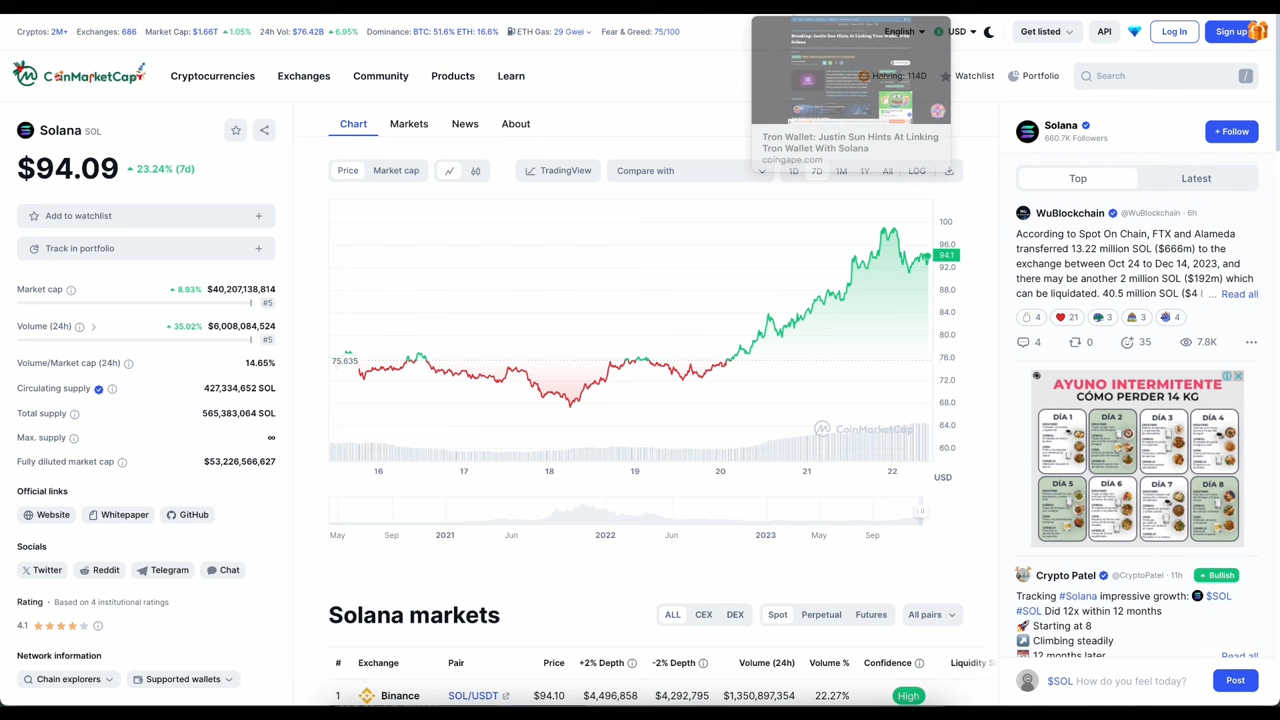 Cryptos: 2M+ Exchanges: 686 Market Cap: $1.66T 1.05% 24h Vol: $76.42B 6.95% Dominance: BTC: 51.6% ETH: 16.6% ETH Gas: 29 Gwei Fear & Greed: 75/100
English USD Get listed API Log In Sign up
CoinMarketCap Cryptocurrencies Exchanges Community Products Learn
114D Watchlist Portfolio Search /
Tron Wallet: Justin Sun Hints At Linking
Tron Wallet With Solana
coingape.com
Solana SOL
$94.09 23.24% (7d)
Add to watchlist +
Track in portfolio +
Market cap 8.93% $40,207,138,814
#5
Volume (24h) 35.02% $6,008,084,524
#5
Volume/Market cap (24h) 14.65%
Circulating supply 427,334,652 SOL
Total supply 565,383,064 SOL
Max. supply ∞
Fully diluted market cap $53,226,566,627
Official links
Website Whitepaper GitHub
Socials
Twitter Reddit Telegram Chat
Rating · Based on 4 institutional ratings
4.1
Network information
Chain explorers Supported wallets
Chart Markets News About
Price Market cap TradingView Compare with 1D 7D 1M 1Y All LOG
100
96.0
94.1
92.0
88.0
84.0
80.0
76.0
72.0
68.0
64.0
60.0
75.635
CoinMarketCap
16 17 18 19 20 21 22
USD
May Sep 2021 Jun 2022 Jun 2023 May Sep
Solana markets
ALL CEX DEX Spot Perpetual Futures All pairs
# Exchange Pair Price +2% Depth -2% Depth Volume (24h) Volume % Confidence Liquidity
1 Binance SOL/USDT $94.10 $4,496,858 $4,292,795 $1,350,897,354 22.27% High
Solana
660.7K Followers
+ Follow
Top Latest
WuBlockchain @WuBlockchain · 6h
According to Spot On Chain, FTX and Alameda
transferred 13.22 million SOL ($666m) to the
exchange between Oct 24 to Dec 14, 2023, and
there may be another 2 million SOL ($192m) which
can be liquidated. 40.5 million SOL ($4 ... Read all
4 21 3 3 4
4 0 35 7.8K
AYUNO INTERMITENTE
CÓMO PERDER 14 KG
DÍA 1 DÍA 2 DÍA 3 DÍA 4
DÍA 5 DÍA 6 DÍA 7 DÍA 8
Crypto Patel @CryptoPatel · 11h Bullish
Tracking #Solana impressive growth: $SOL
#SOL Did 12x within 12 months
Starting at 8
Climbing steadily
12 months later Read all
$SOL How do you feel today? Post